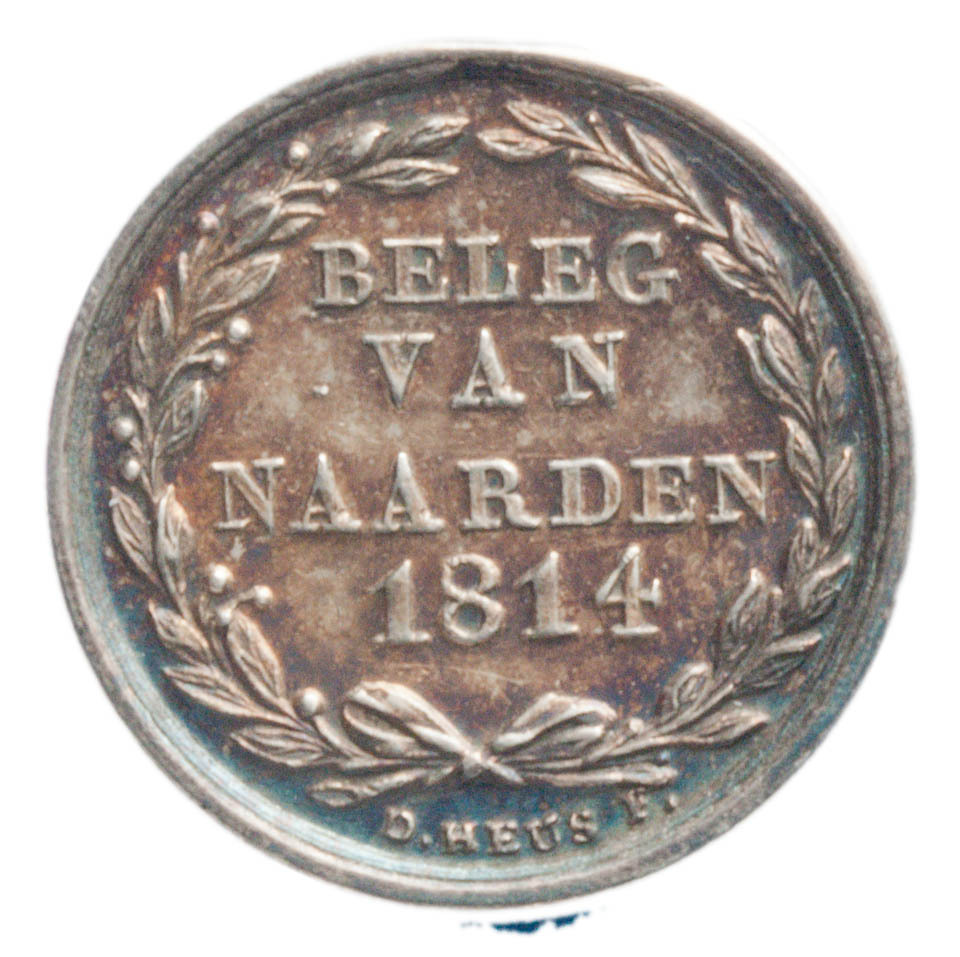 BELEG
VAN
NAARDEN
1814
D. HEUS F.